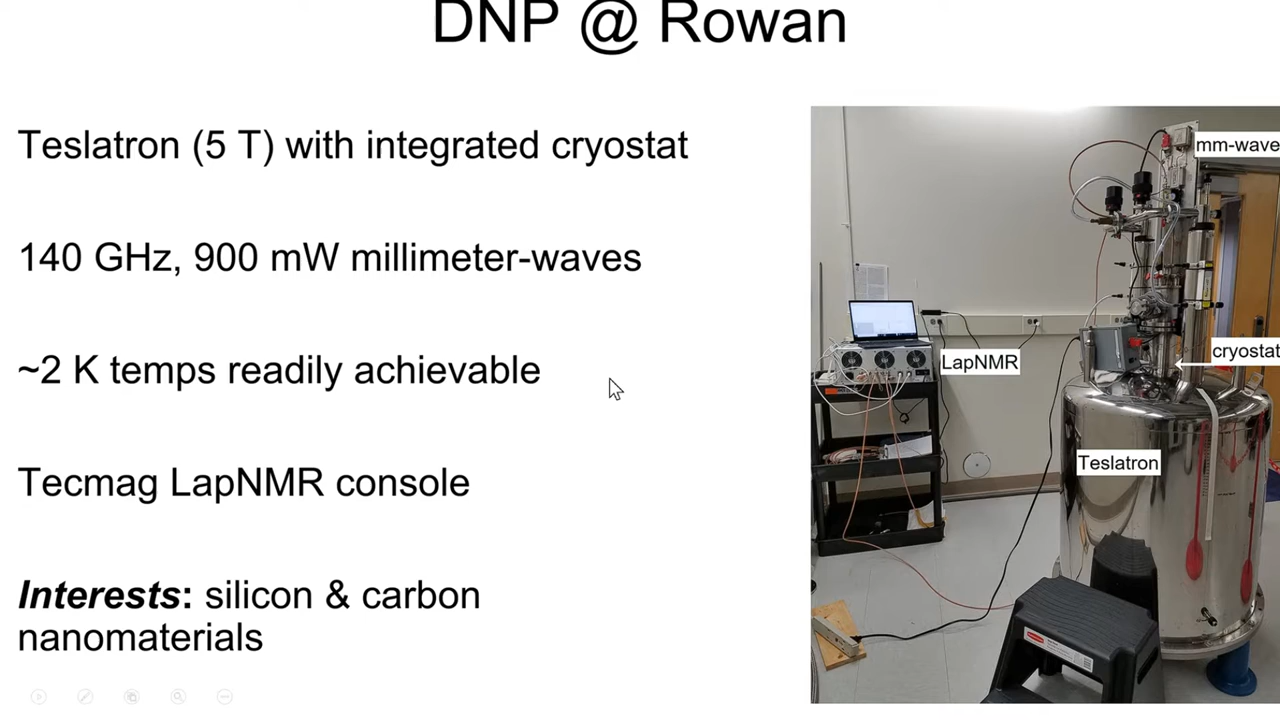 DNP @ Rowan
Teslatron (5 T) with integrated cryostat
140 GHz, 900 mW millimeter-waves
~2 K temps readily achievable
Tecmag LapNMR console
Interests: silicon & carbon
nanomaterials
mm-wave
LapNMR
cryostat
Teslatron